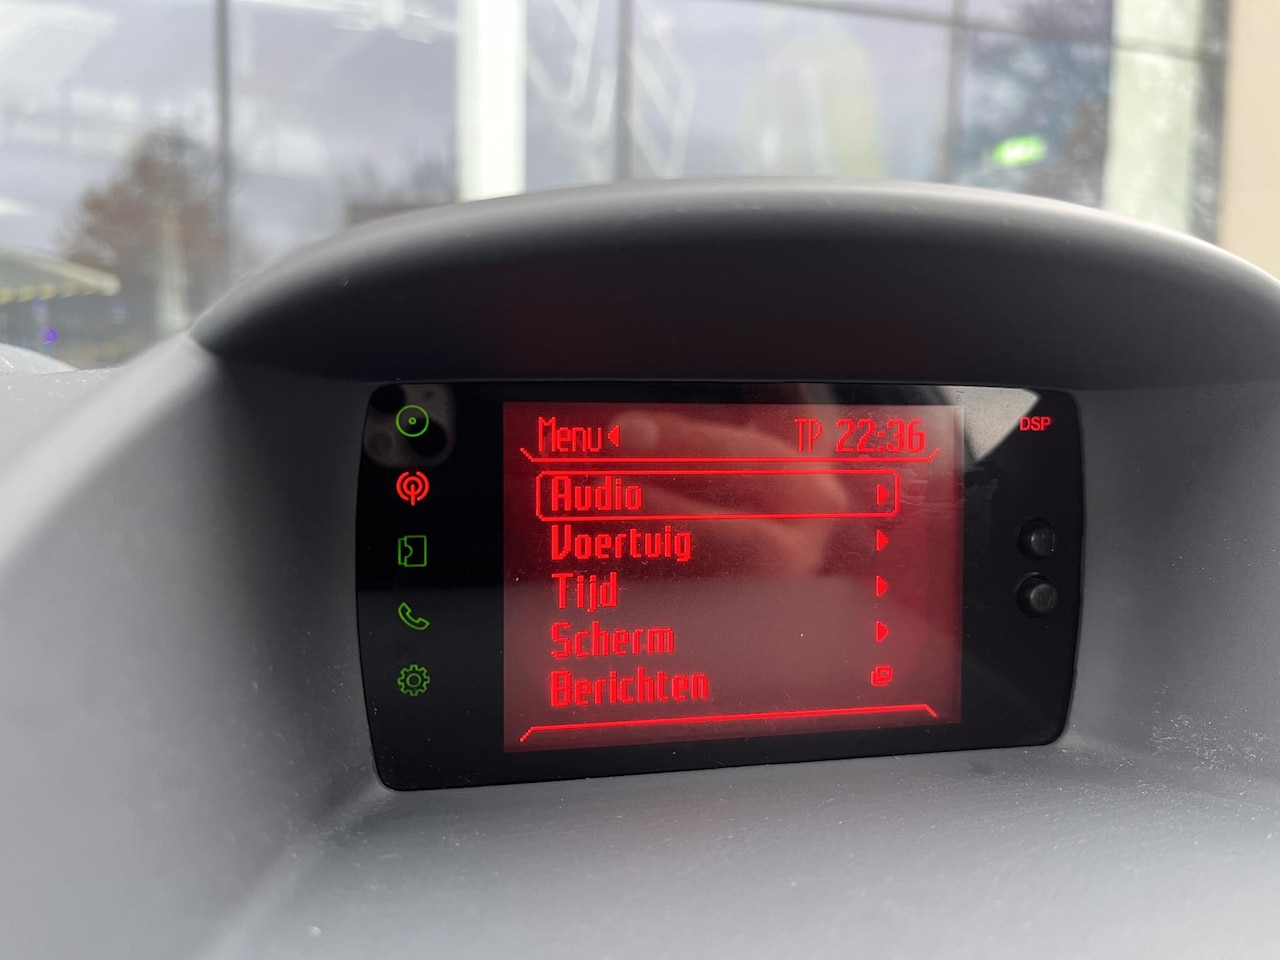 Menu TP 22:36
DSP
Audio
Voertuig
Tijd
Scherm
Berichten